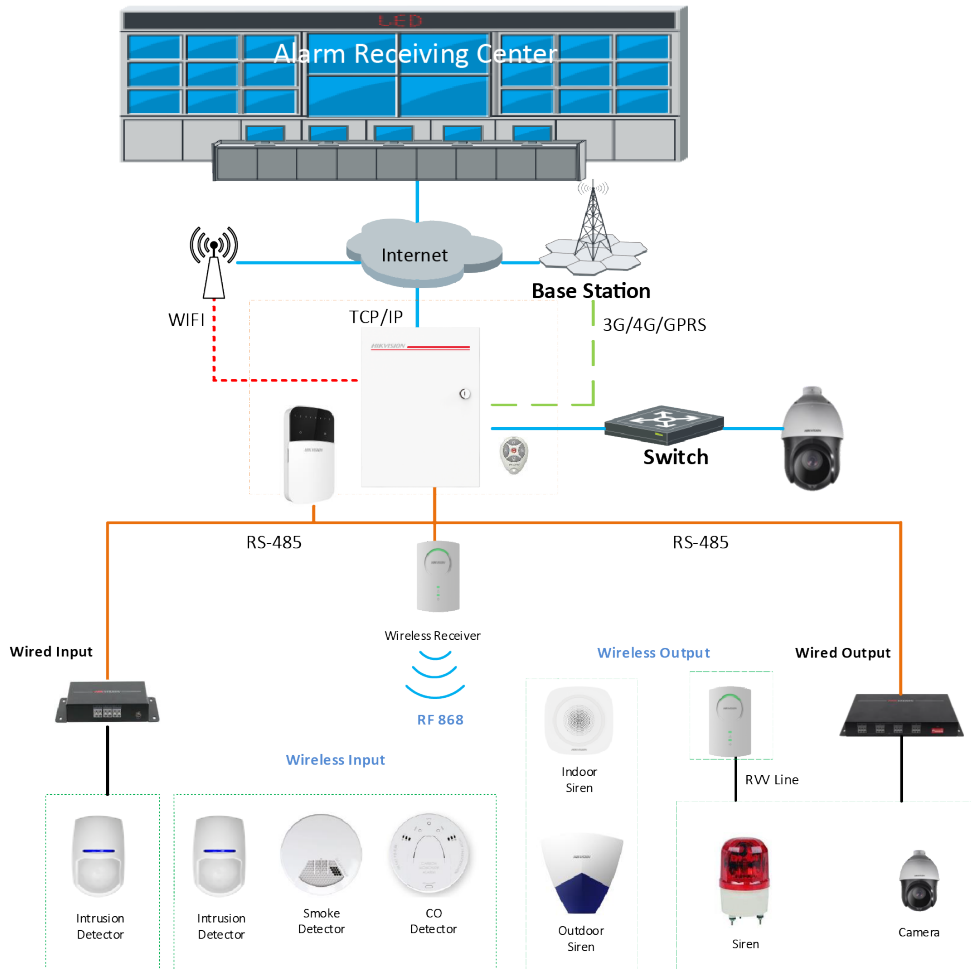 LED
Alarm Receiving Center
Internet
Base Station
WIFI
TCP/IP
3G/4G/GPRS
HIKVISION
Switch
RS-485
RS-485
Wireless Receiver
Wired Input
Wireless Output
Wired Output
RF 868
Wireless Input
Indoor
Siren
RVV Line
Intrusion
Detector
Intrusion
Detector
Smoke
Detector
CO
Detector
Outdoor
Siren
Siren
Camera